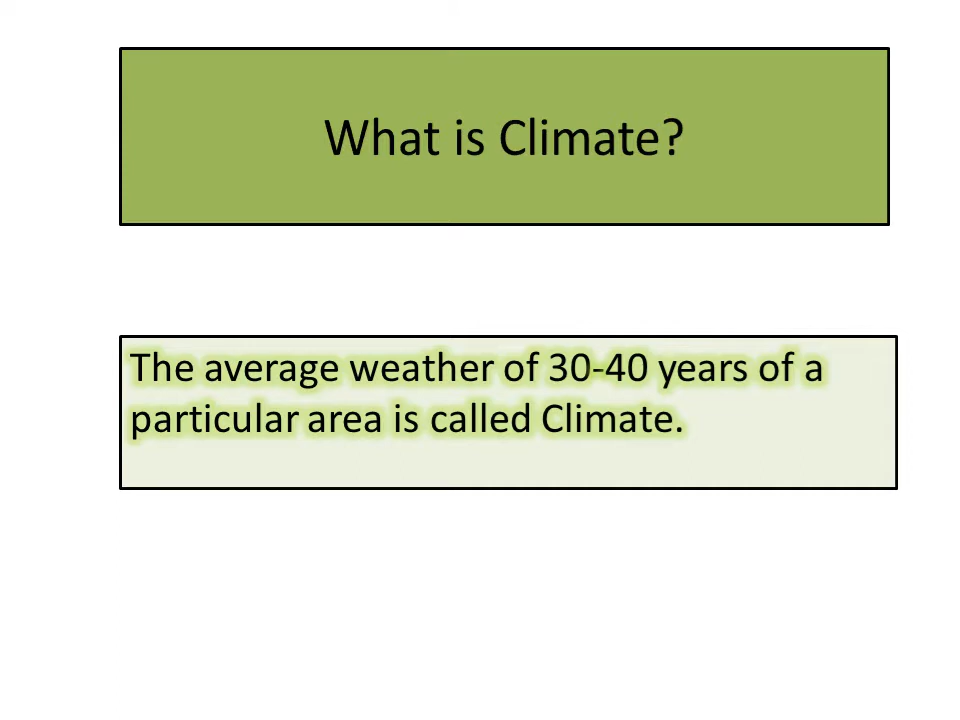 What is Climate?
The average weather of 30-40 years of a
particular area is called Climate.